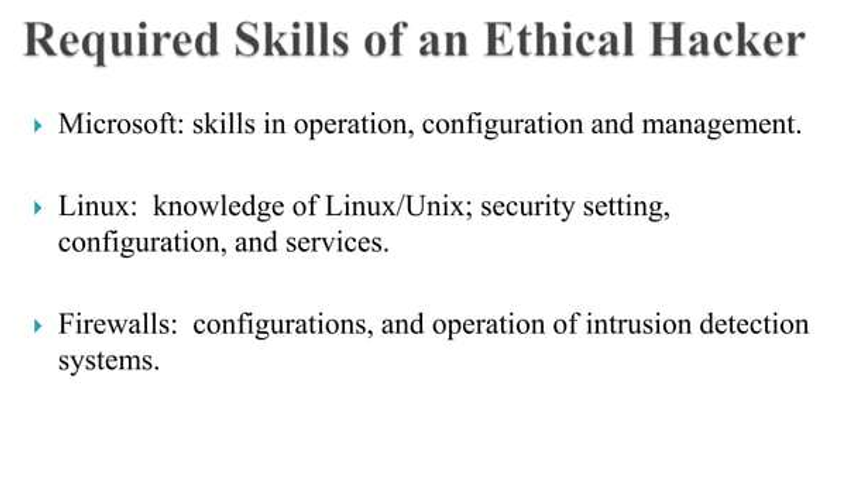 Required Skills of an Ethical Hacker
Microsoft: skills in operation, configuration and management.
Linux:  knowledge of Linux/Unix; security setting,
configuration, and services.
Firewalls:  configurations, and operation of intrusion detection
systems.